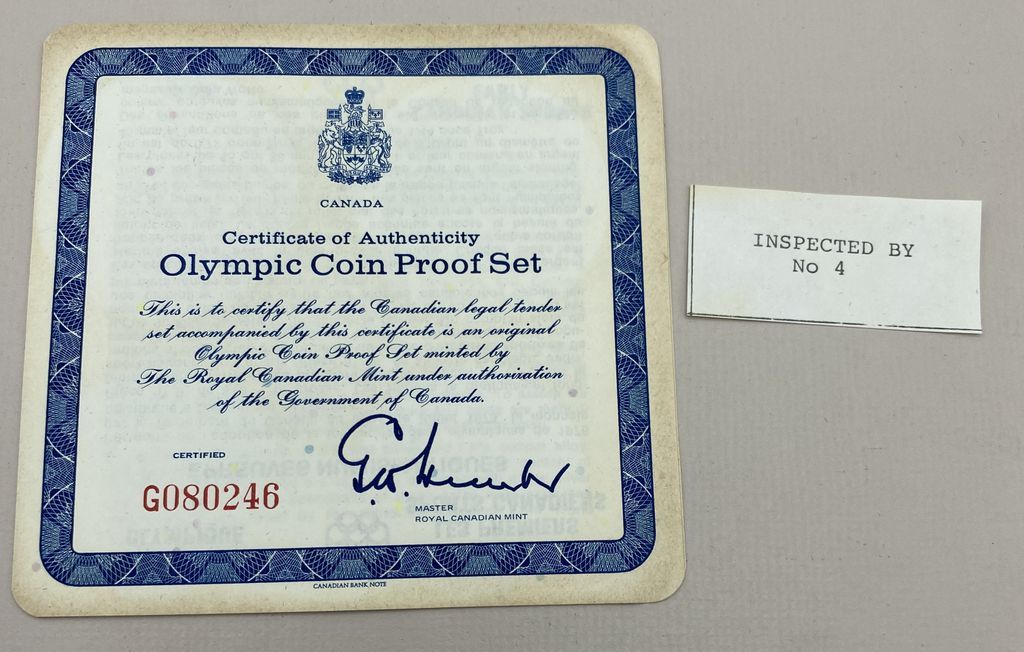 CANADA
Certificate of Authenticity
Olympic Coin Proof Set
This is to certify that the Canadian legal tender
set accompanied by this certificate is an original
Olympic Coin Proof Set minted by
The Royal Canadian Mint under authorization
of the Government of Canada.
CERTIFIED
G080246
MASTER
ROYAL CANADIAN MINT
CANADIAN BANK NOTE
INSPECTED BY
No 4